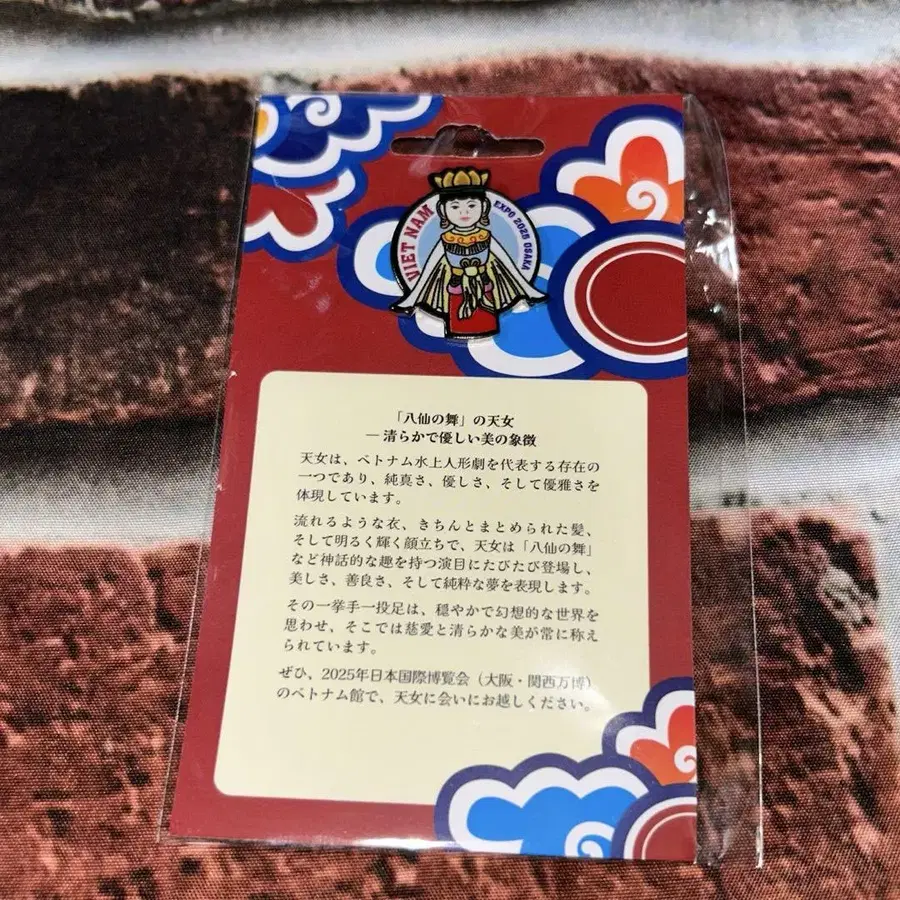 VIET NAM
EXPO 2025 OSAKA
「八仙の舞」の天女
― 清らかで優しい美の象徴
天女は、ベトナム水上人形劇を代表する存在の
一つであり、純真さ、優しさ、そして優雅さを
体現しています。
流れるような衣、きちんとまとめられた髪、
そして明るく輝く顔立ちで、天女は「八仙の舞」
など神話的な趣を持つ演目にたびたび登場し、
美しさ、善良さ、そして純粋な夢を表現します。
その一挙手一投足は、穏やかで幻想的な世界を
思わせ、そこでは慈愛と清らかな美が常に称え
られています。
ぜひ、2025年日本国際博覧会（大阪・関西万博）
のベトナム館で、天女に会いにお越しください。